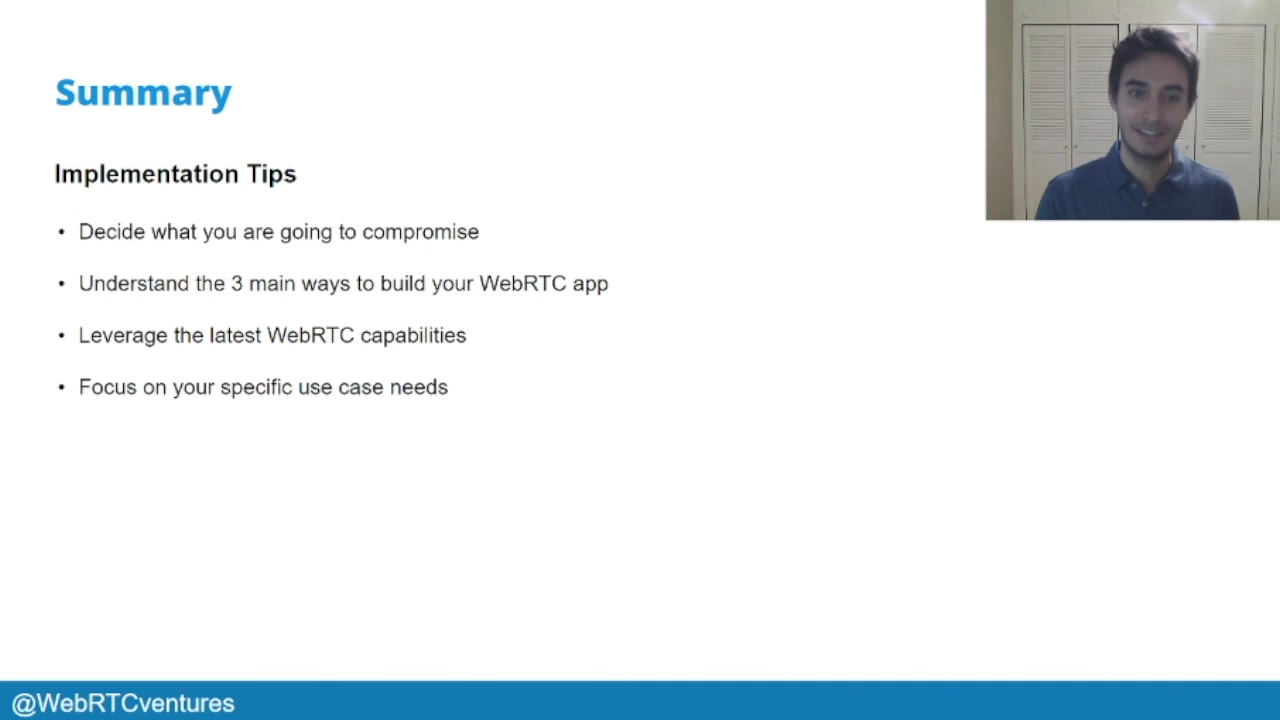 Summary
Implementation Tips
• Decide what you are going to compromise
• Understand the 3 main ways to build your WebRTC app
• Leverage the latest WebRTC capabilities
• Focus on your specific use case needs
@WebRTCventures